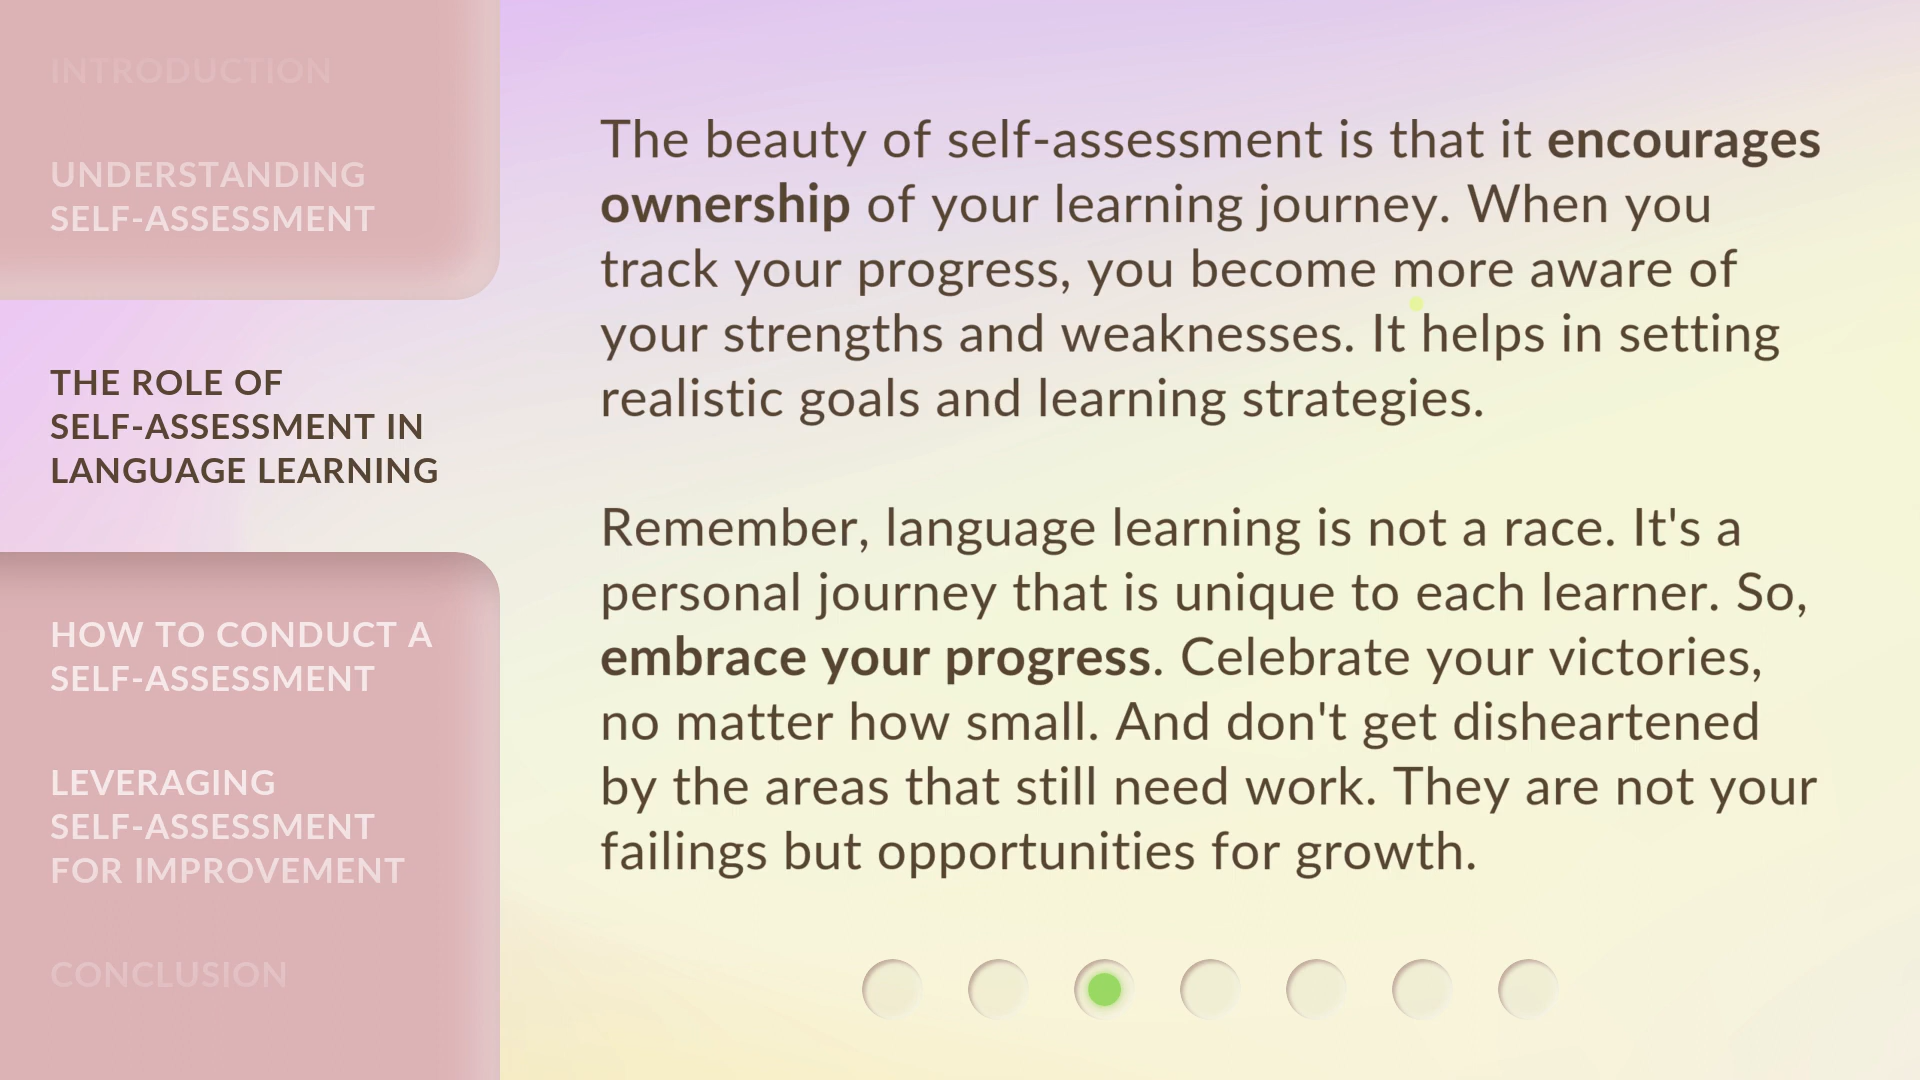 INTRODUCTION
UNDERSTANDING
SELF-ASSESSMENT
THE ROLE OF
SELF-ASSESSMENT IN
LANGUAGE LEARNING
HOW TO CONDUCT A
SELF-ASSESSMENT
LEVERAGING
SELF-ASSESSMENT
FOR IMPROVEMENT
CONCLUSION
The beauty of self-assessment is that it encourages
ownership of your learning journey. When you
track your progress, you become more aware of
your strengths and weaknesses. It helps in setting
realistic goals and learning strategies.
Remember, language learning is not a race. It's a
personal journey that is unique to each learner. So,
embrace your progress. Celebrate your victories,
no matter how small. And don't get disheartened
by the areas that still need work. They are not your
failings but opportunities for growth.